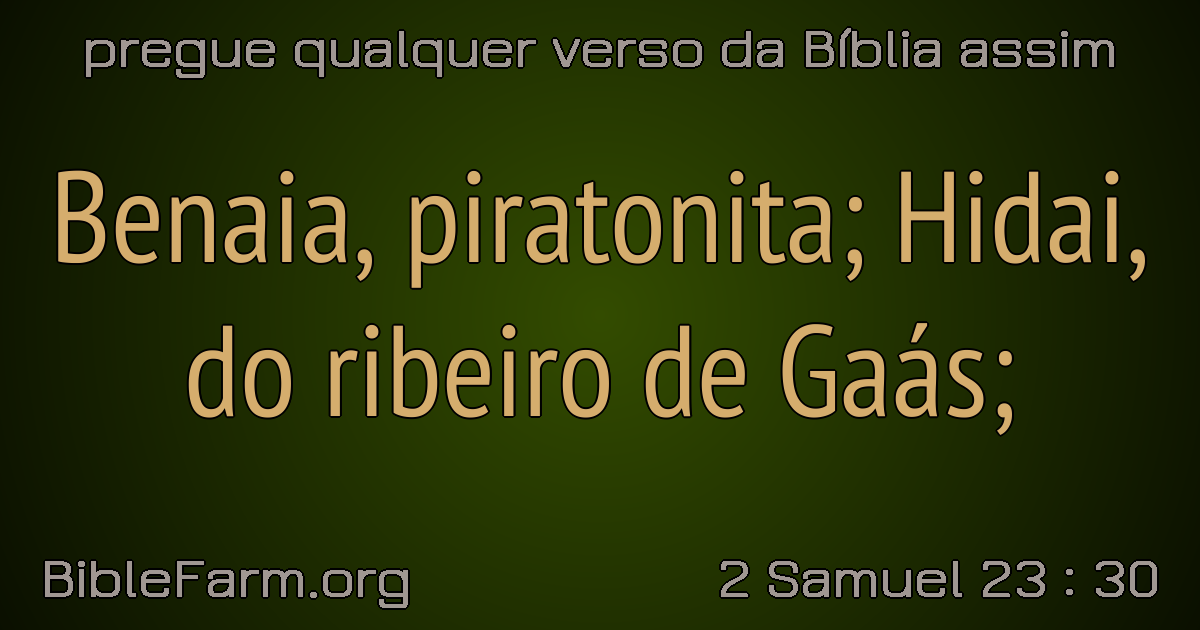 pregue qualquer verso da Bíblia assim
Benaia, piratonita; Hidai,
do ribeiro de Gaás;
BibleFarm.org
2 Samuel 23 : 30